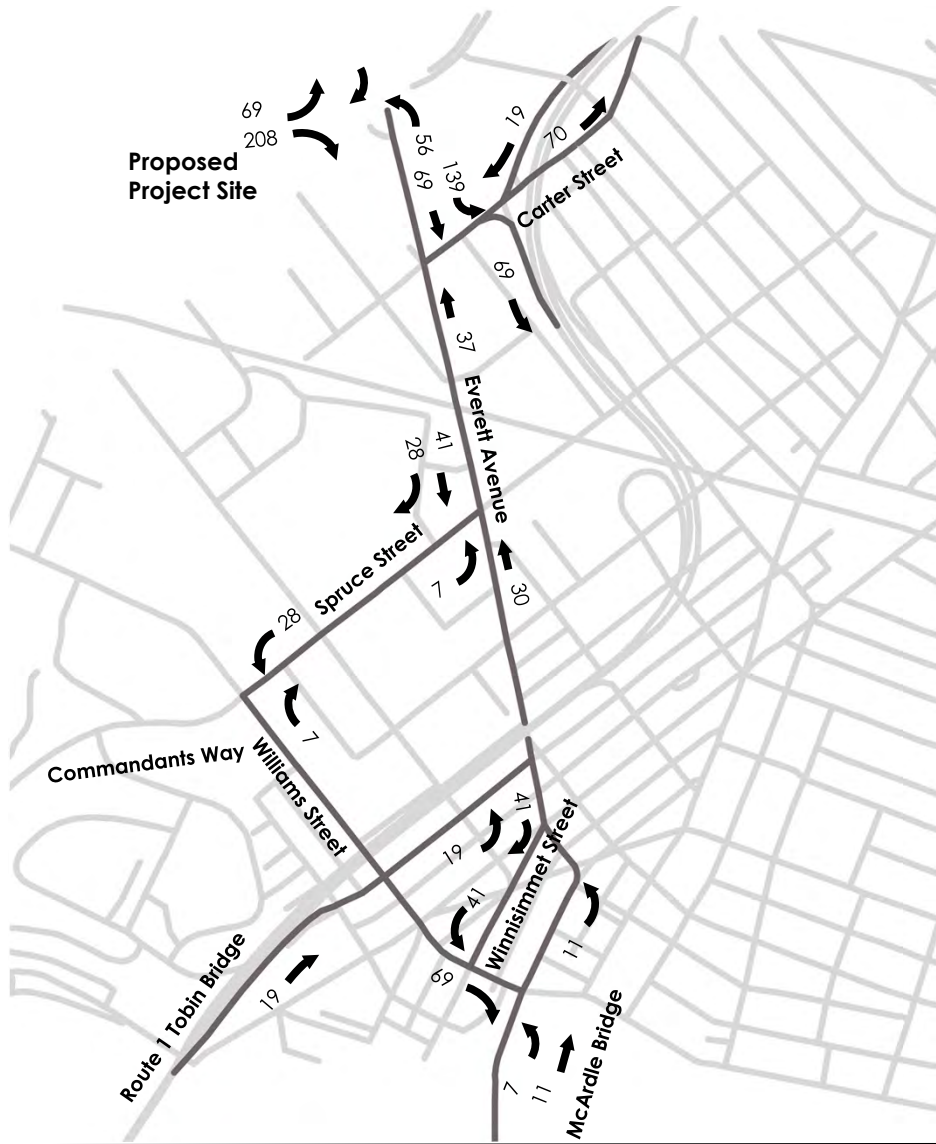 69
208
Proposed
Project Site
56
69
139
19
70
Carter Street
69
37
Everett Avenue
28
41
Spruce Street
7
30
28
7
Commandants Way
Williams Street
41
19
Winnisimmet Street
41
11
69
Route 1 Tobin Bridge
19
7
11
McArdle Bridge